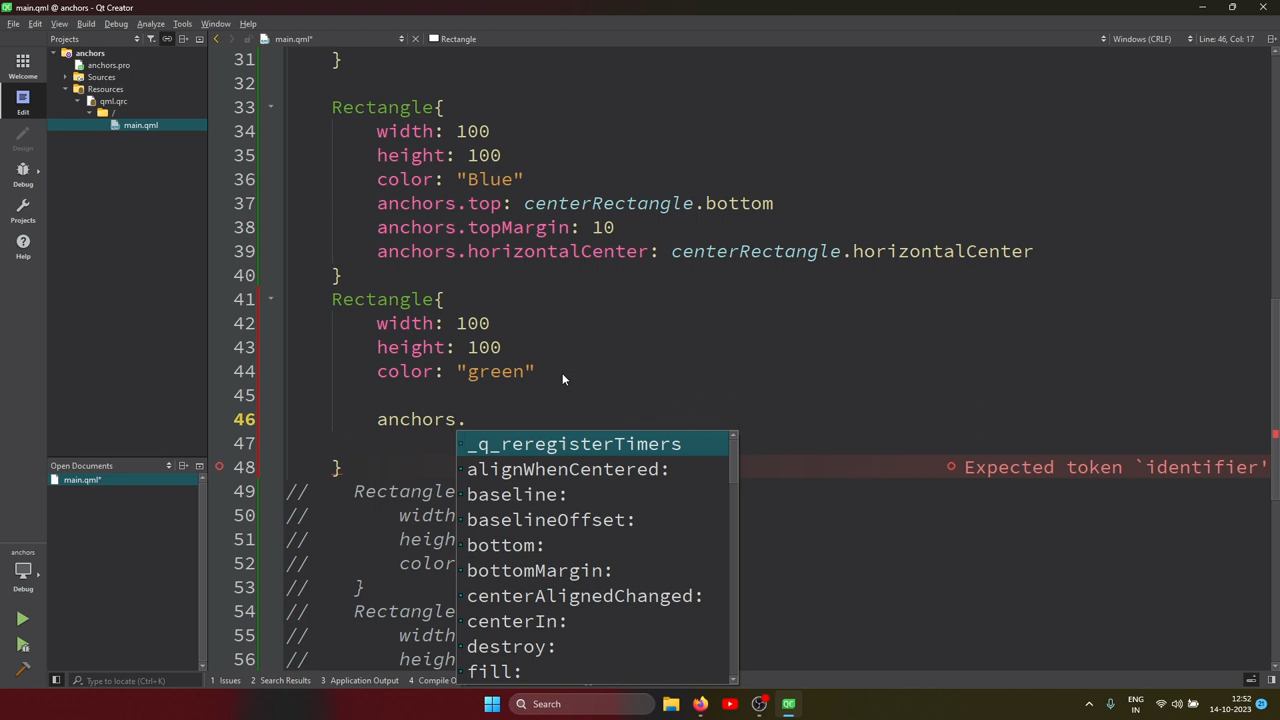 main.qml @ anchors - Qt Creator
File Edit View Build Debug Analyze Tools Window Help
Projects
main.qml*
Rectangle
Windows (CRLF)
Line: 46, Col: 17
Welcome
Edit
Design
Debug
Projects
Help
anchors
anchors.pro
Sources
Resources
qml.qrc
/
main.qml
Open Documents
main.qml*
31 }
32
33 Rectangle{
34 width: 100
35 height: 100
36 color: "Blue"
37 anchors.top: centerRectangle.bottom
38 anchors.topMargin: 10
39 anchors.horizontalCenter: centerRectangle.horizontalCenter
40 }
41 Rectangle{
42 width: 100
43 height: 100
44 color: "green"
45
46 anchors.
47
48 } Expected token `identifier'
49 // Rectangle
50 // width
51 // heigh
52 // color
53 // }
54 // Rectangle
55 // width
56 // heigh
_q_reregisterTimers
alignWhenCentered:
baseline:
baselineOffset:
bottom:
bottomMargin:
centerAlignedChanged:
centerIn:
destroy:
fill:
anchors
Debug
Type to locate (Ctrl+K)
1 Issues 2 Search Results 3 Application Output 4 Compile O
Search
QC
ENG
IN
12:52
14-10-2023